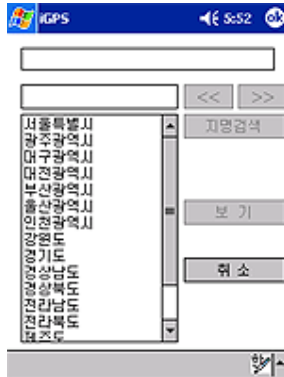 iGPS 5:52 ok
<< >>
서울특별시
지명검색
광주광역시
대구광역시
대전광역시
부산광역시
울산광역시
인천광역시
보 기
강원도
경기도
경상남도
취 소
경상북도
전라남도
전라북도
제주도